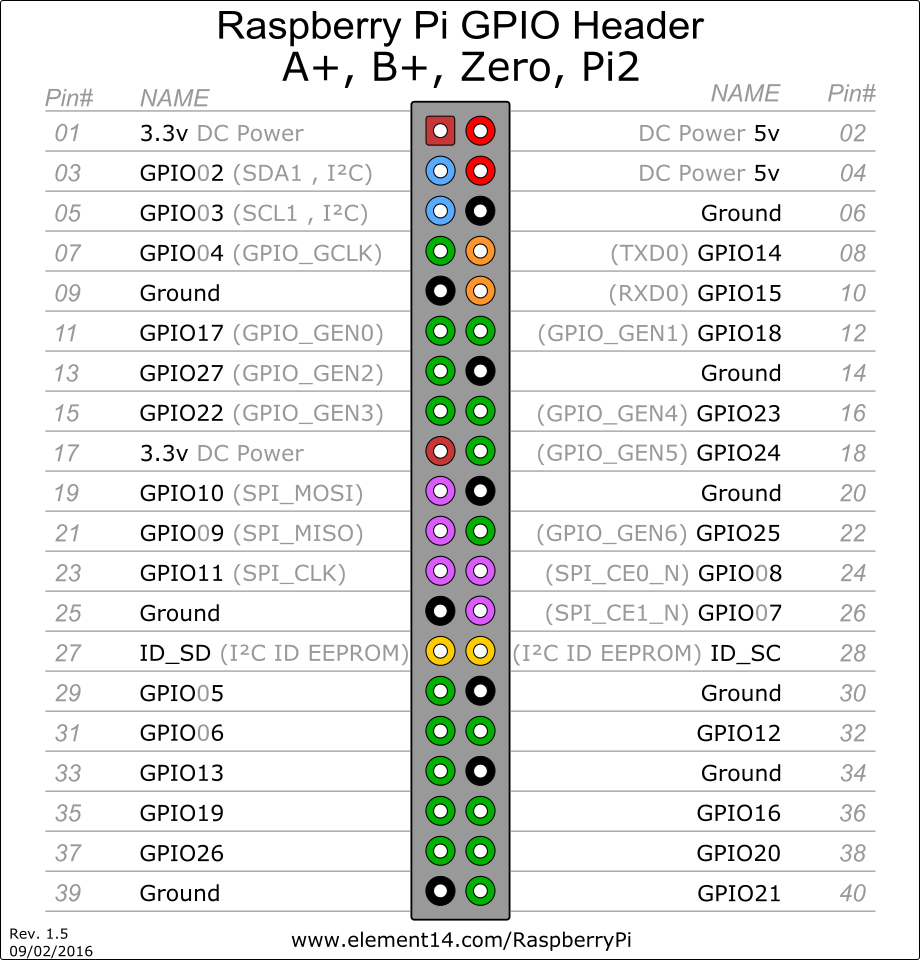 Raspberry Pi GPIO Header
A+, B+, Zero, Pi2
Pin# NAME NAME Pin#
01 3.3v DC Power DC Power 5v 02
03 GPIO02 (SDA1 , I²C) DC Power 5v 04
05 GPIO03 (SCL1 , I²C) Ground 06
07 GPIO04 (GPIO_GCLK) (TXD0) GPIO14 08
09 Ground (RXD0) GPIO15 10
11 GPIO17 (GPIO_GEN0) (GPIO_GEN1) GPIO18 12
13 GPIO27 (GPIO_GEN2) Ground 14
15 GPIO22 (GPIO_GEN3) (GPIO_GEN4) GPIO23 16
17 3.3v DC Power (GPIO_GEN5) GPIO24 18
19 GPIO10 (SPI_MOSI) Ground 20
21 GPIO09 (SPI_MISO) (GPIO_GEN6) GPIO25 22
23 GPIO11 (SPI_CLK) (SPI_CE0_N) GPIO08 24
25 Ground (SPI_CE1_N) GPIO07 26
27 ID_SD (I²C ID EEPROM) (I²C ID EEPROM) ID_SC 28
29 GPIO05 Ground 30
31 GPIO06 GPIO12 32
33 GPIO13 Ground 34
35 GPIO19 GPIO16 36
37 GPIO26 GPIO20 38
39 Ground GPIO21 40
Rev. 1.5
09/02/2016
www.element14.com/RaspberryPi